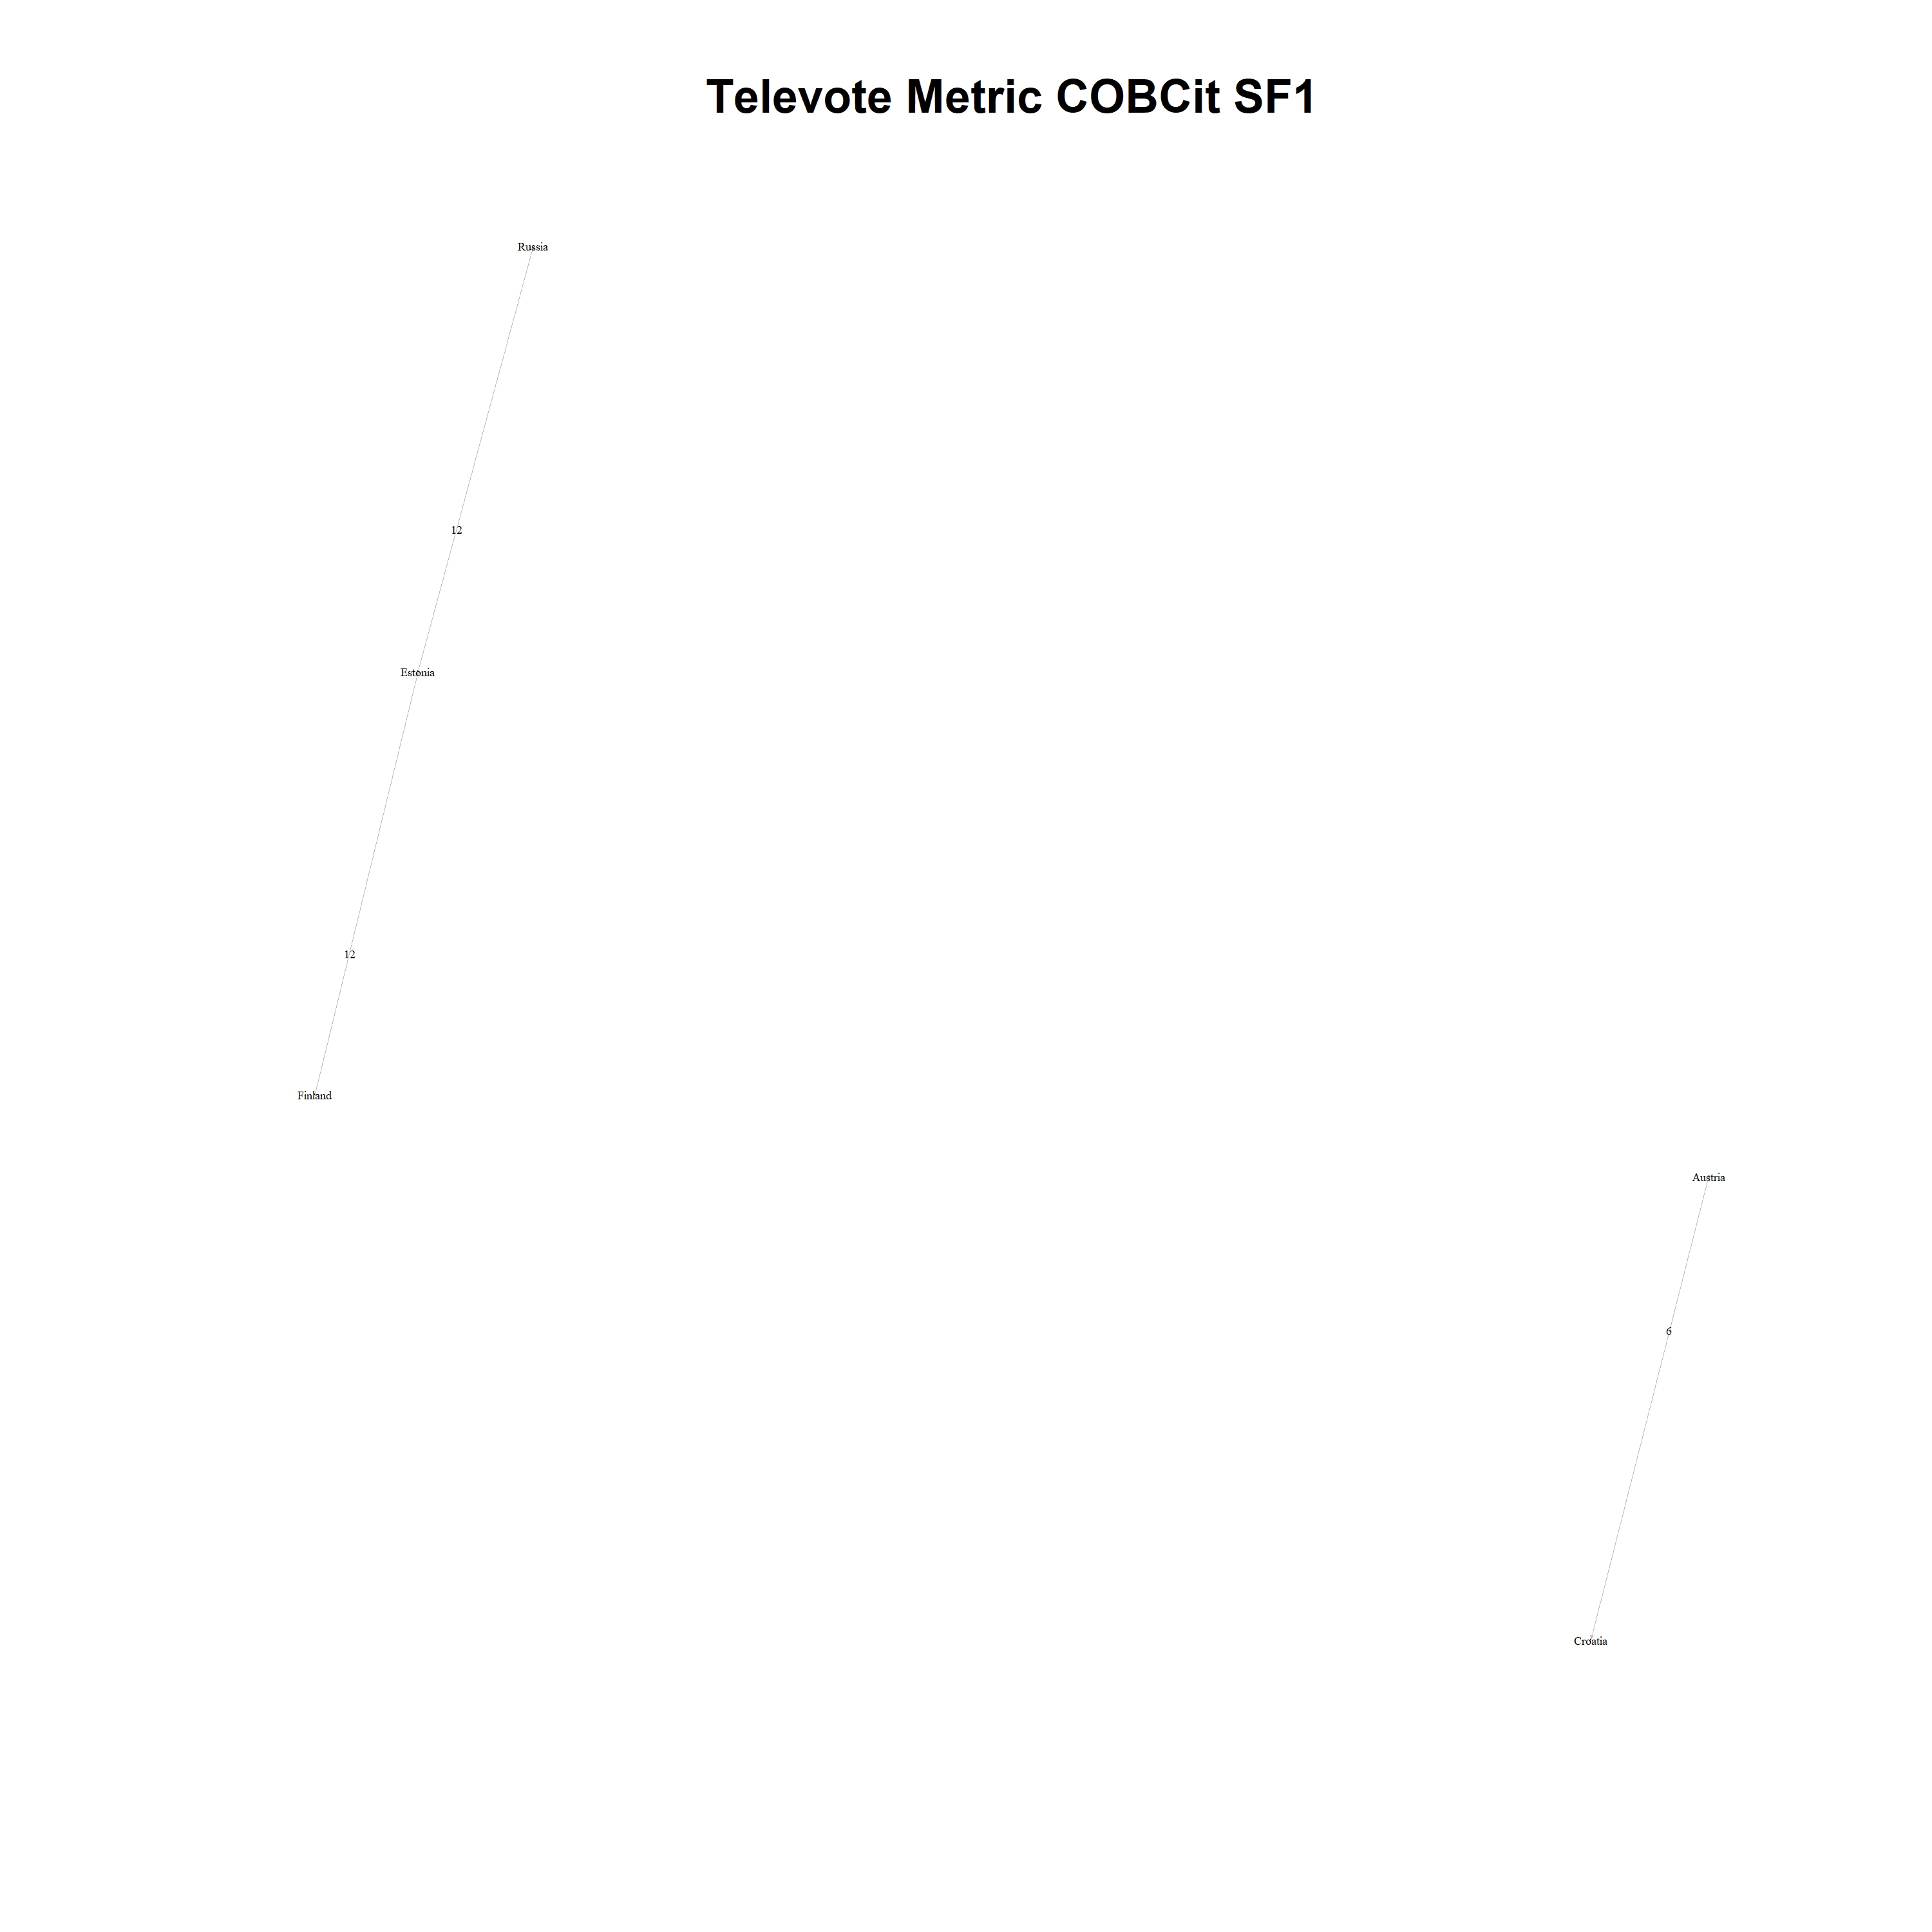 Televote Metric COBCit SF1
Russia
12
Estonia
12
Finland
Austria
6
Croatia